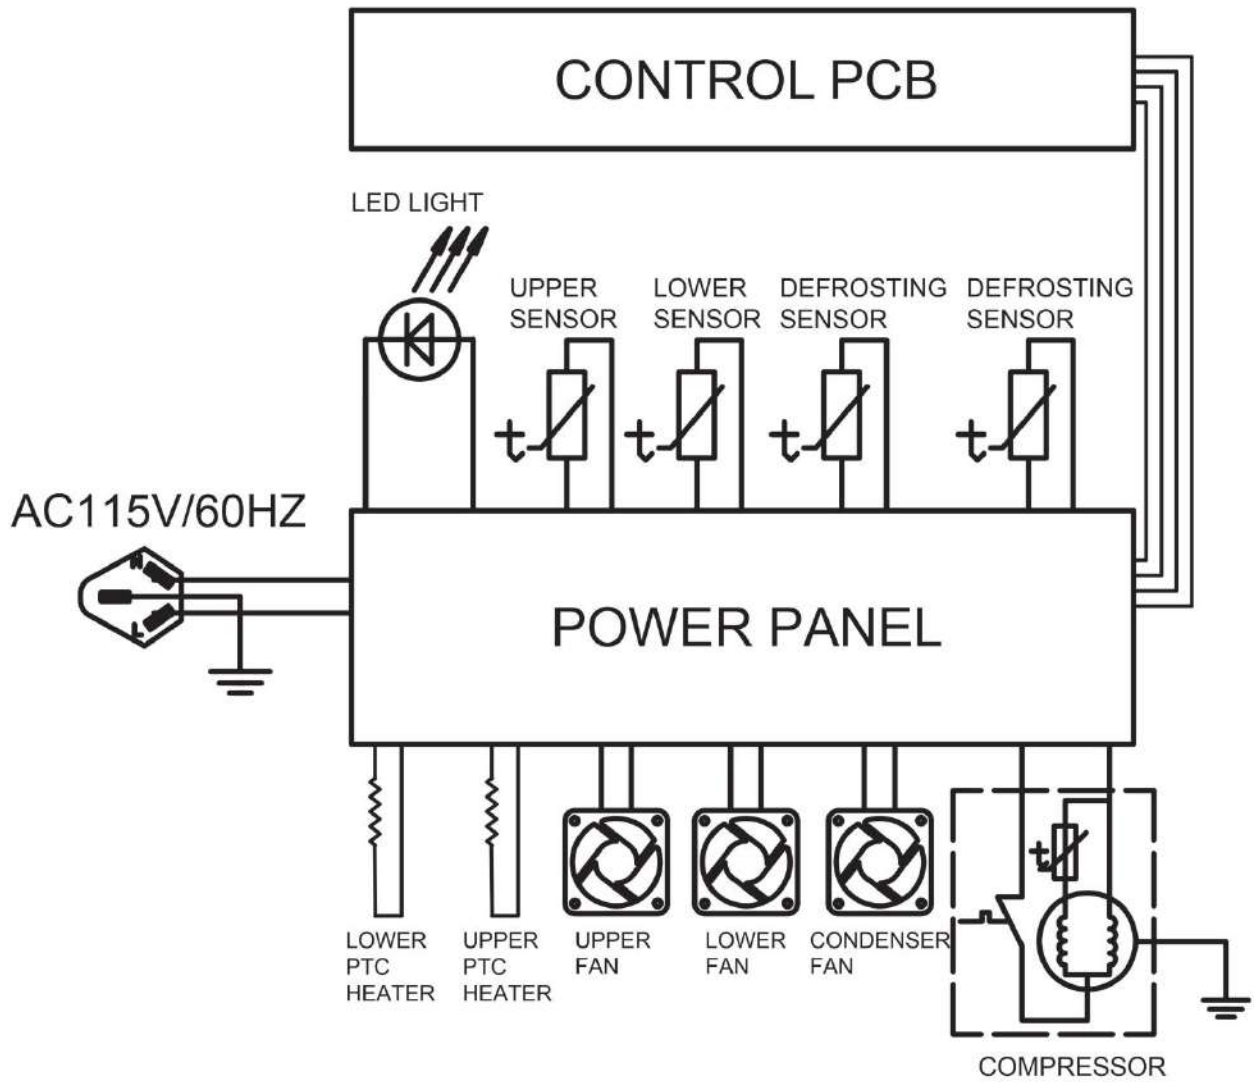 CONTROL PCB
LED LIGHT
UPPER
SENSOR
LOWER
SENSOR
DEFROSTING
SENSOR
DEFROSTING
SENSOR
t
t
t
t
AC115V/60HZ
N
L
POWER PANEL
t
LOWER
PTC
HEATER
UPPER
PTC
HEATER
UPPER
FAN
LOWER
FAN
CONDENSER
FAN
COMPRESSOR